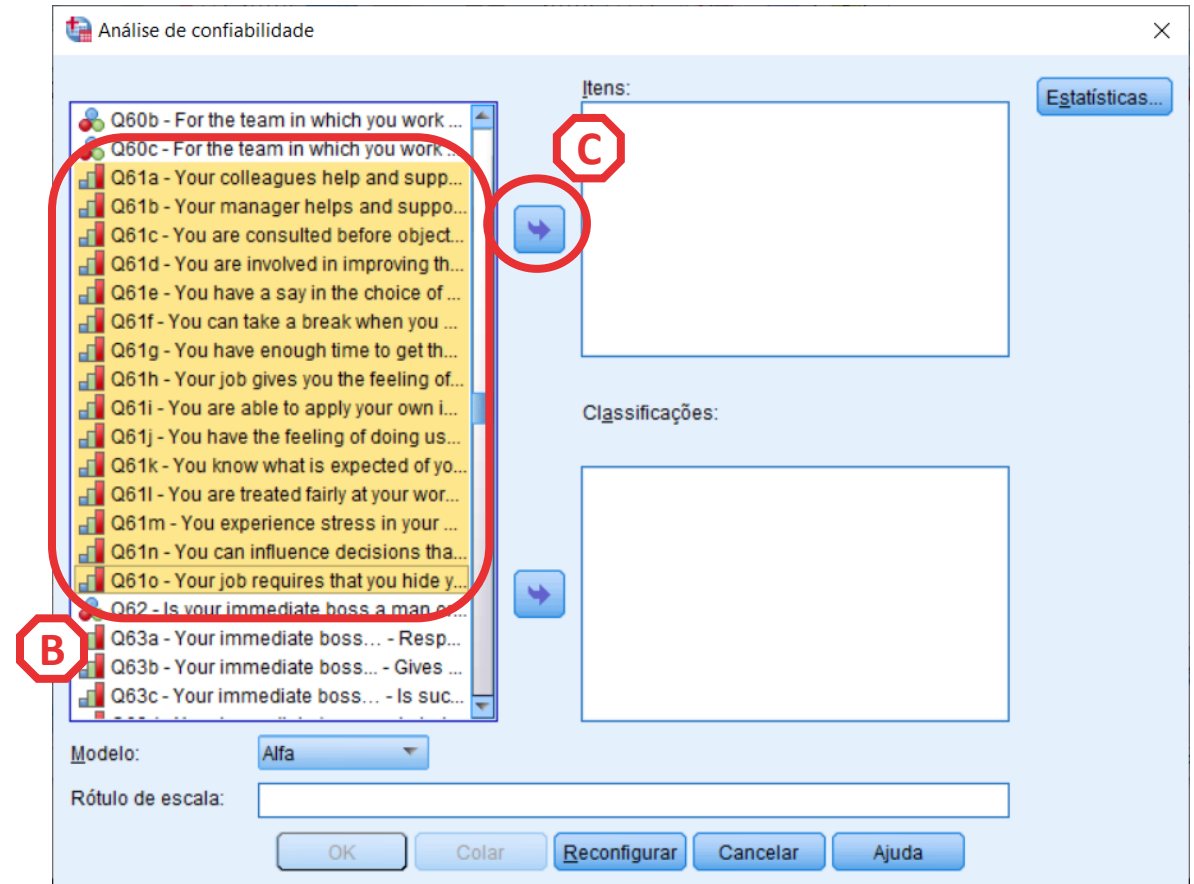 Análise de confiabilidade
Itens:
Estatísticas...
Q60b - For the team in which you work ...
Q60c - For the team in which you work ...
C
Q61a - Your colleagues help and supp...
Q61b - Your manager helps and suppo...
Q61c - You are consulted before object...
Q61d - You are involved in improving th...
Q61e - You have a say in the choice of ...
Q61f - You can take a break when you ...
Q61g - You have enough time to get th...
Q61h - Your job gives you the feeling of...
Q61i - You are able to apply your own i...
Classificações:
Q61j - You have the feeling of doing us...
Q61k - You know what is expected of yo...
Q61l - You are treated fairly at your wor...
Q61m - You experience stress in your ...
Q61n - You can influence decisions tha...
Q61o - Your job requires that you hide y...
Q62 - Is your immediate boss a man or...
B
Q63a - Your immediate boss… - Resp...
Q63b - Your immediate boss... - Gives ...
Q63c - Your immediate boss… - Is suc...
Modelo:
Alfa
Rótulo de escala:
OK
Colar
Reconfigurar
Cancelar
Ajuda